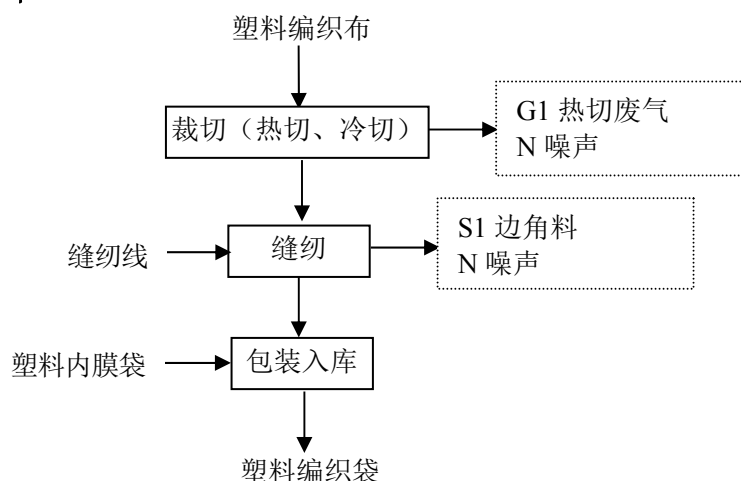 塑料编织布
裁切（热切、冷切）
G1 热切废气
N 噪声
缝纫线
缝纫
S1 边角料
N 噪声
塑料内膜袋
包装入库
塑料编织袋